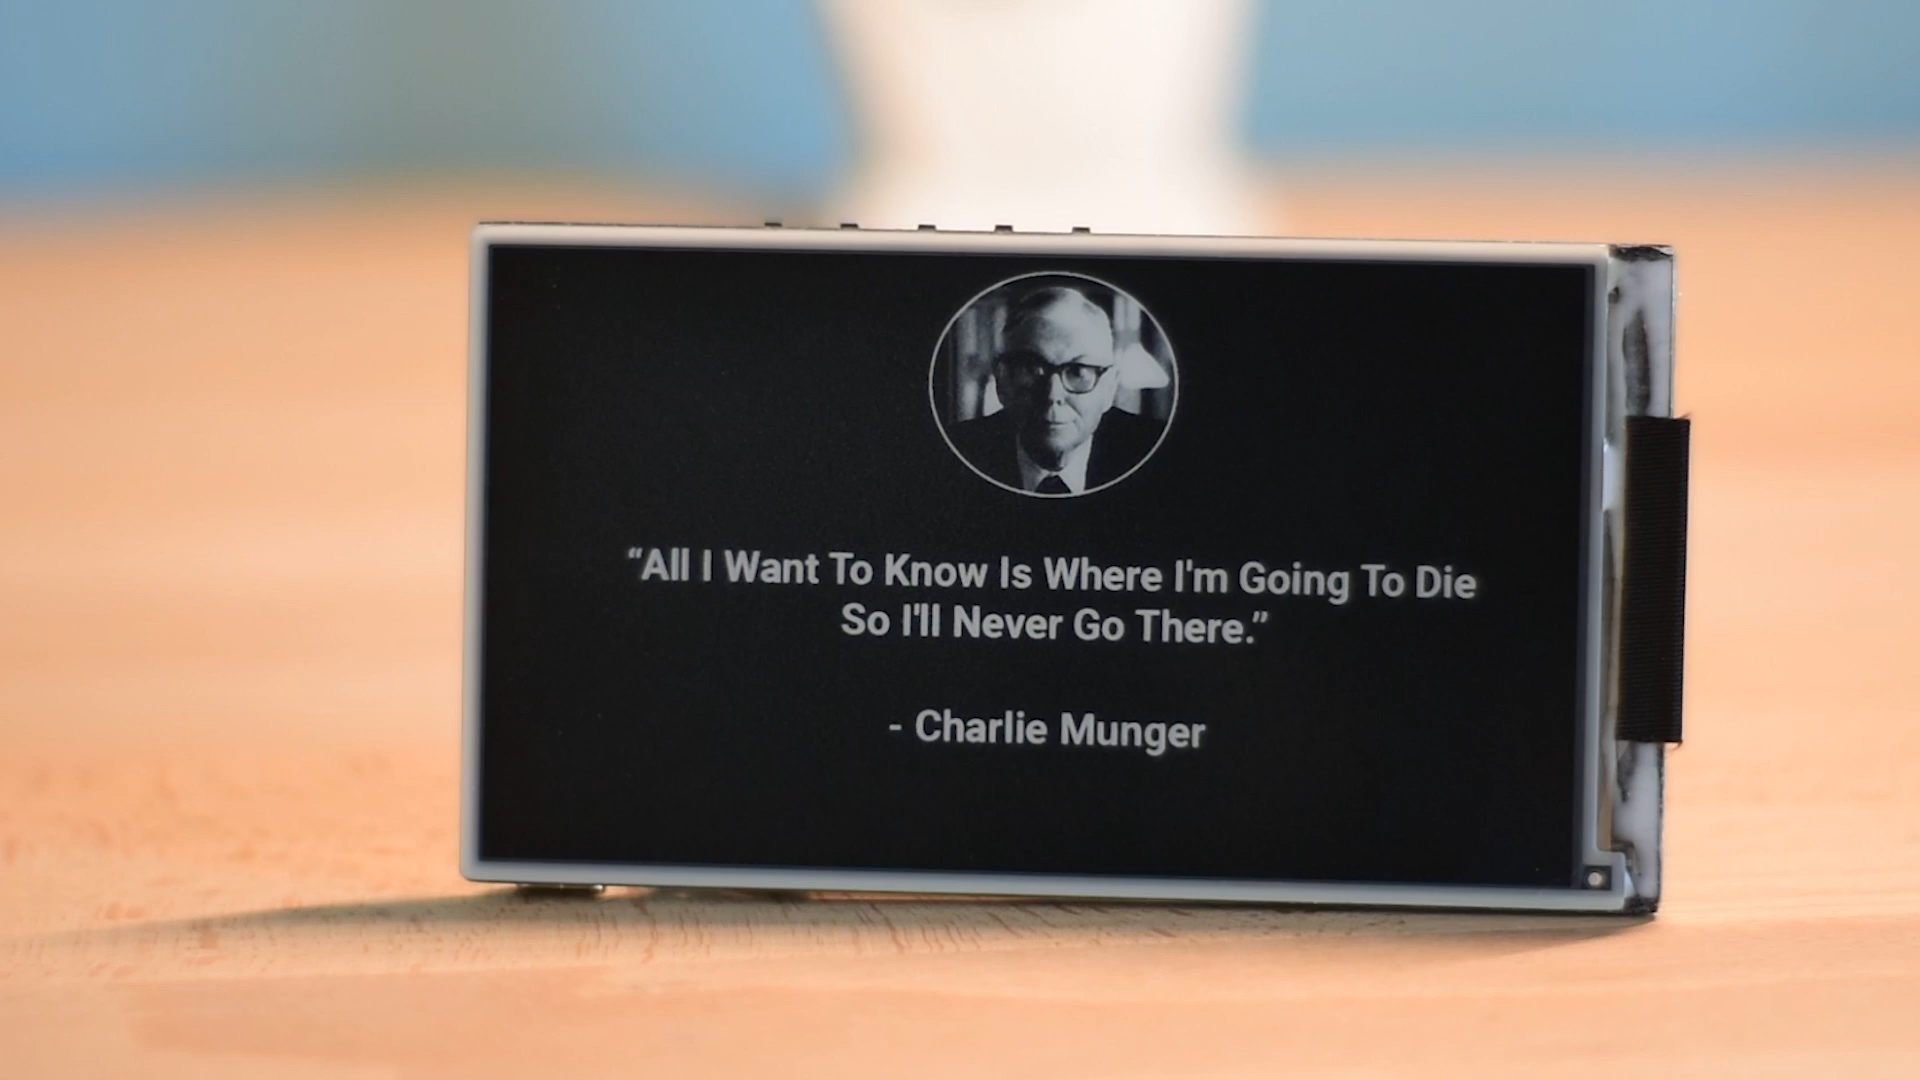 “All I Want To Know Is Where I'm Going To Die
So I'll Never Go There.”
- Charlie Munger